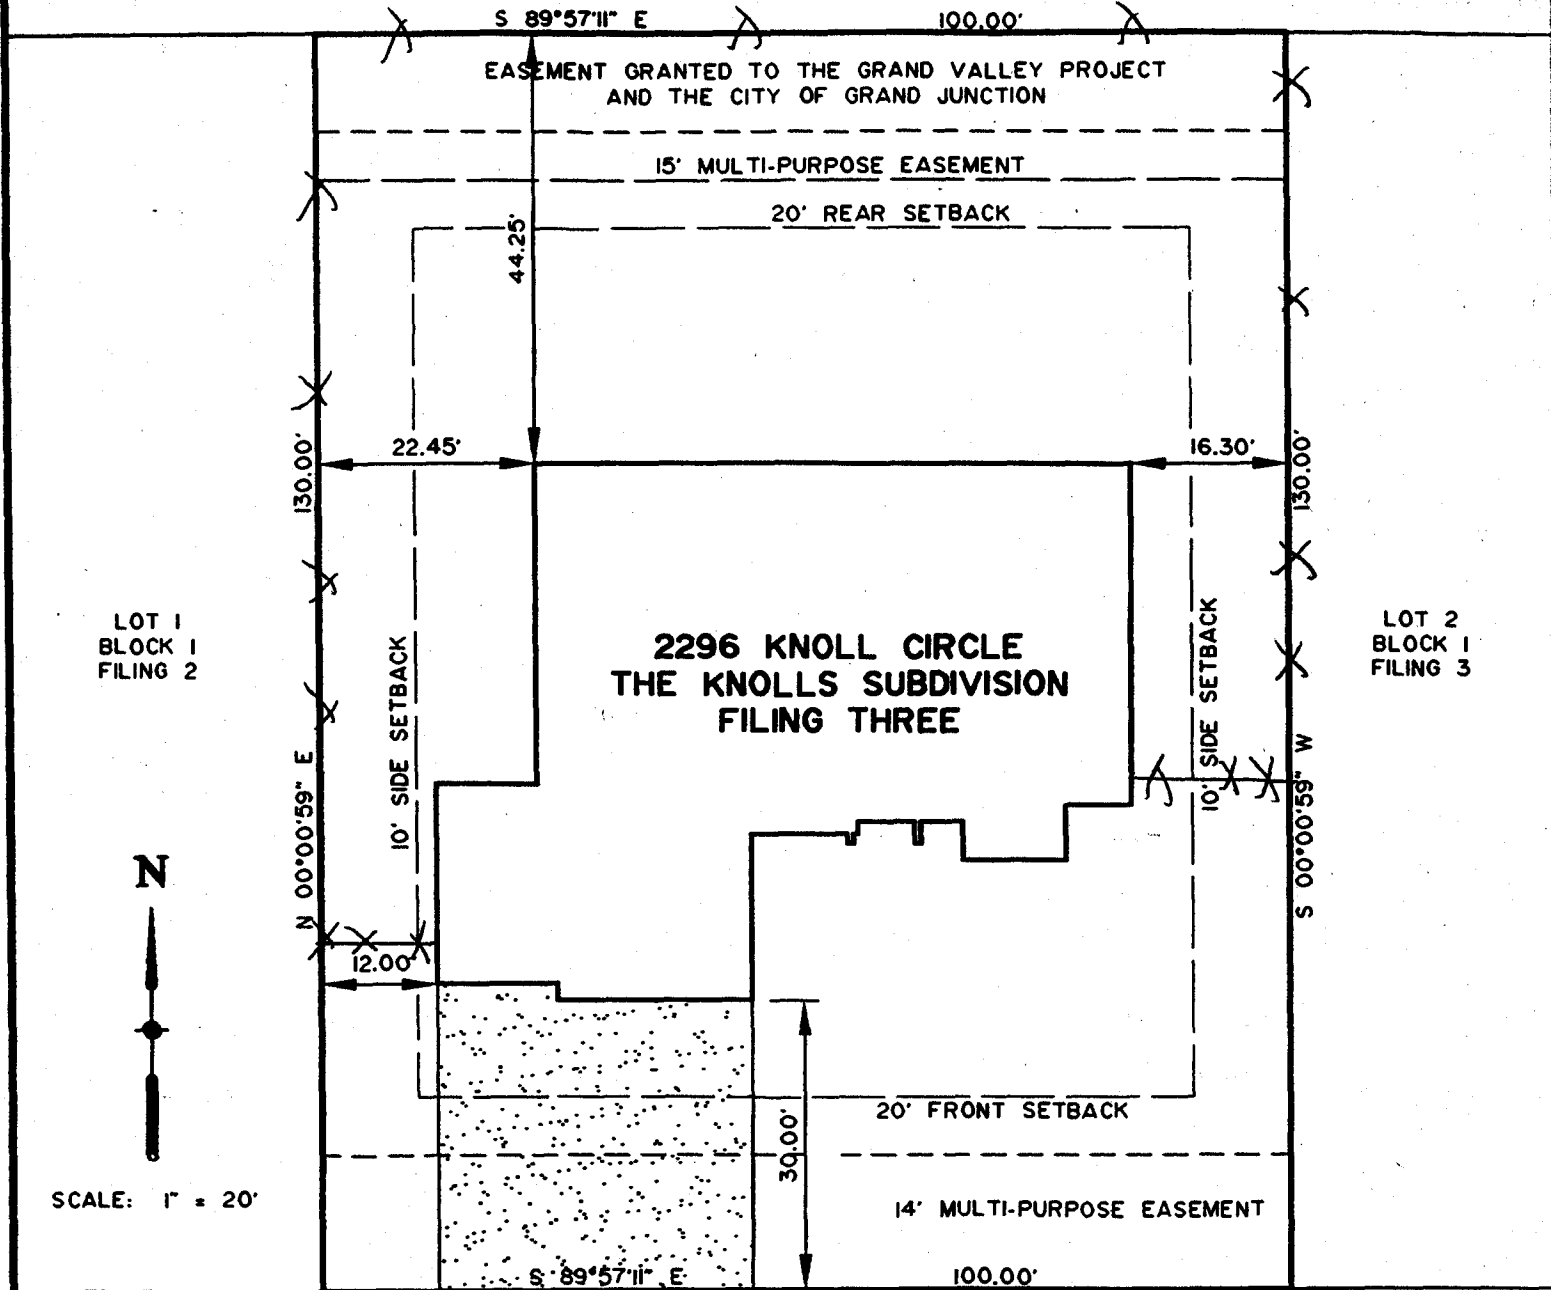 S 89°57'11" E 100.00'
EASEMENT GRANTED TO THE GRAND VALLEY PROJECT
AND THE CITY OF GRAND JUNCTION
15' MULTI-PURPOSE EASEMENT
20' REAR SETBACK
44.25'
22.45'
16.30'
130.00'
130.00'
LOT 1
BLOCK 1
FILING 2
2296 KNOLL CIRCLE
THE KNOLLS SUBDIVISION
FILING THREE
LOT 2
BLOCK 1
FILING 3
10' SIDE SETBACK
10' SIDE SETBACK
N 00°00'59" E
S 00°00'59" W
N
12.00'
20' FRONT SETBACK
30.00'
SCALE: 1" = 20'
14' MULTI-PURPOSE EASEMENT
S 89°57'11" E 100.00'